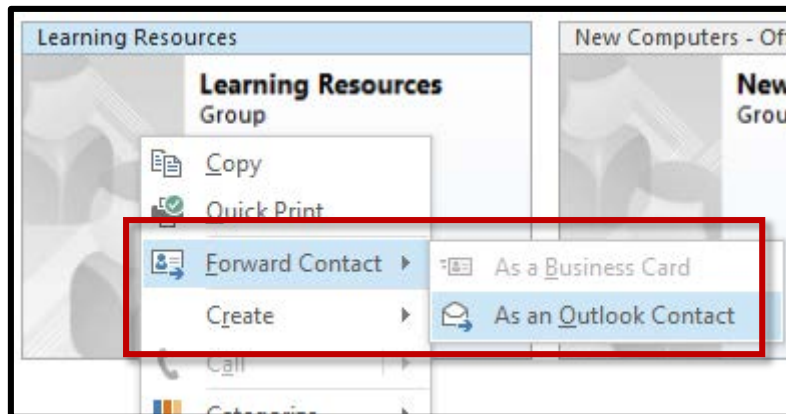 Learning Resources
New Computers - Of
Learning Resources
Group
New
Grou
Copy
Quick Print
Forward Contact
As a Business Card
Create
As an Outlook Contact
Call
Categorize